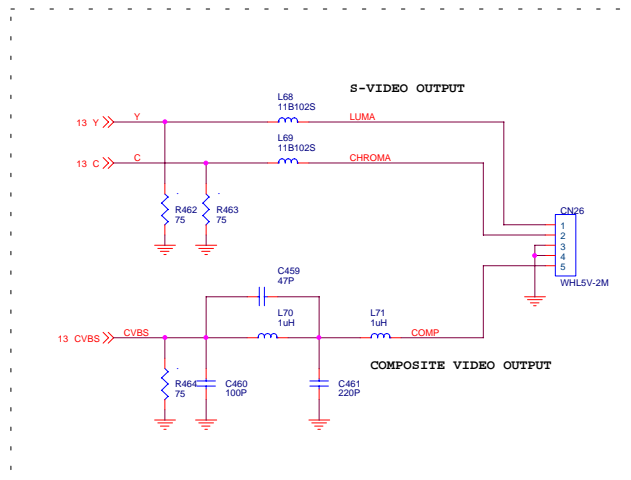 S-VIDEO OUTPUT
L68
11B102S
13 Y
Y
LUMA
L69
11B102S
13 C
C
CHROMA
R462
75
R463
75
CN26
1
2
3
4
5
WHL5V-2M
C459
47P
L70
1uH
L71
1uH
13 CVBS
CVBS
COMP
COMPOSITE VIDEO OUTPUT
R464
75
C460
100P
C461
220P